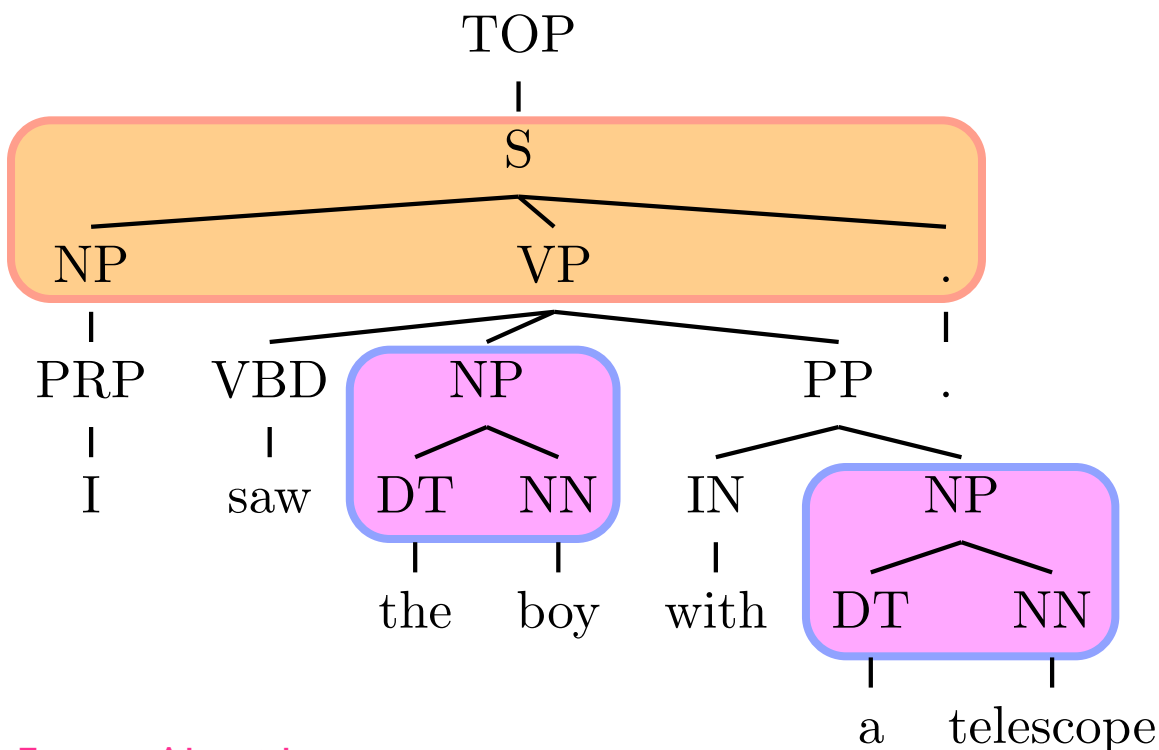 TOP
S
NP VP .
PRP VBD NP PP .
I saw DT NN IN NP
the boy with DT NN
a telescope